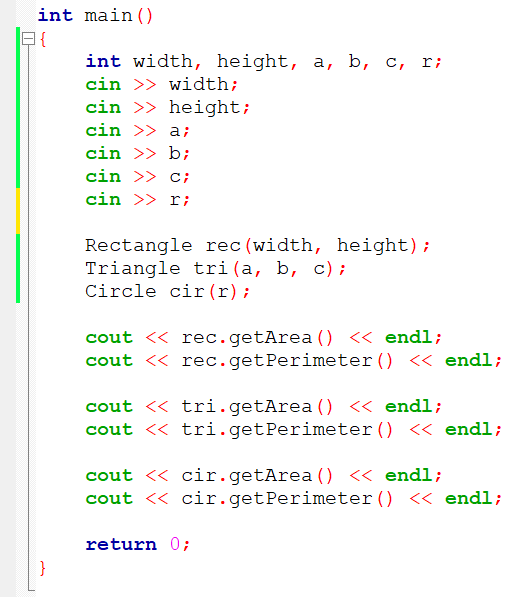 int main()
{
    int width, height, a, b, c, r;
    cin >> width;
    cin >> height;
    cin >> a;
    cin >> b;
    cin >> c;
    cin >> r;

    Rectangle rec(width, height);
    Triangle tri(a, b, c);
    Circle cir(r);

    cout << rec.getArea() << endl;
    cout << rec.getPerimeter() << endl;

    cout << tri.getArea() << endl;
    cout << tri.getPerimeter() << endl;

    cout << cir.getArea() << endl;
    cout << cir.getPerimeter() << endl;

    return 0;
}